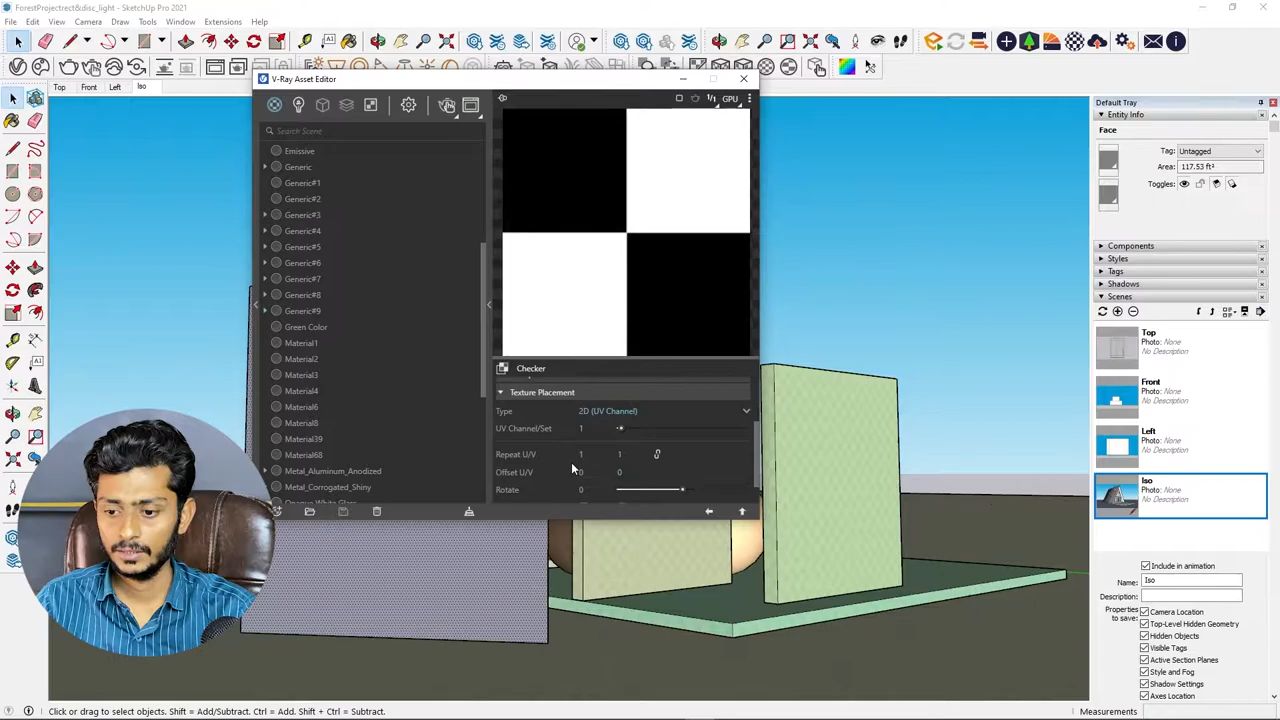 ForestProjectrect&disc_light - SketchUp Pro 2021
File Edit View Camera Draw Tools Window Extensions Help
Top Front Left Iso
V-Ray Asset Editor
GPU
Search Scene
Emissive
Generic
Generic#1
Generic#2
Generic#3
Generic#4
Generic#5
Generic#6
Generic#7
Generic#8
Generic#9
Green Color
Material1
Material2
Material3
Material4
Material6
Material8
Material39
Material68
Metal_Aluminum_Anodized
Metal_Corrogated_Shiny
Opaque White Glass
Checker
Texture Placement
Type 2D (UV Channel)
UV Channel/Set 1
Repeat U/V 1 1
Offset U/V 0 0
Rotate 0
Default Tray
Entity Info
Face
Tag: Untagged
Area: 117.53 ft²
Toggles:
Components
Styles
Tags
Shadows
Scenes
Top
Photo: None
No Description
Front
Photo: None
No Description
Left
Photo: None
No Description
Iso
Photo: None
No Description
Include in animation
Name: Iso
Description:
Properties to save:
Camera Location
Top-Level Hidden Geometry
Hidden Objects
Visible Tags
Active Section Planes
Style and Fog
Shadow Settings
Axes Location
Click or drag to select objects. Shift = Add/Subtract. Ctrl = Add. Shift + Ctrl = Subtract.
Measurements